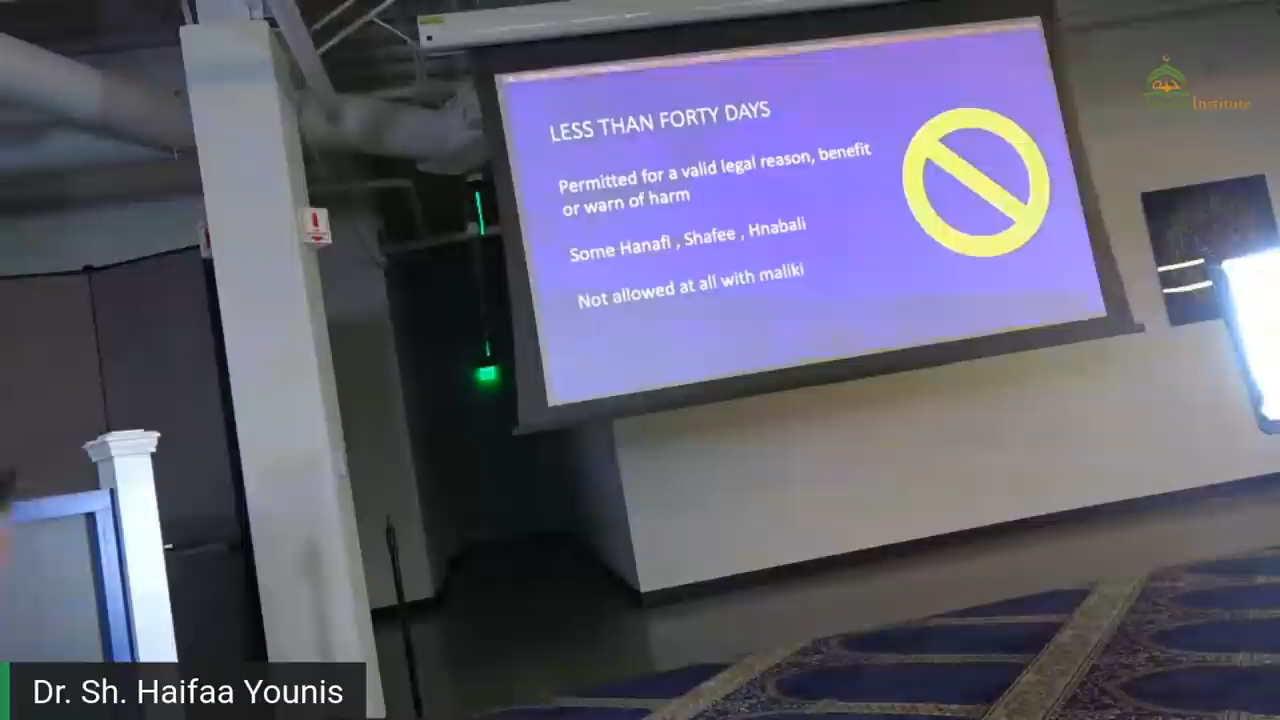 LESS THAN FORTY DAYS
Permitted for a valid legal reason, benefit
or warn of harm
Some Hanafi , Shafee , Hnabali
Not allowed at all with maliki
Institute
Dr. Sh. Haifaa Younis